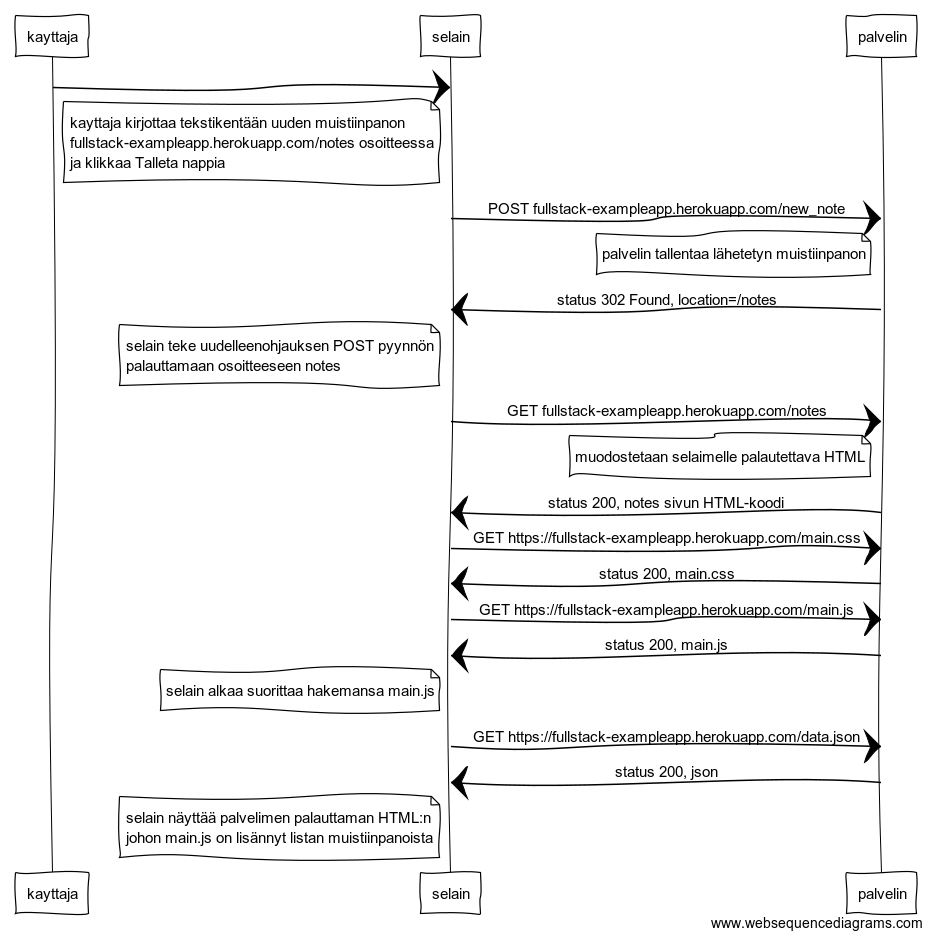 kayttaja
selain
palvelin
kayttaja kirjottaa tekstikentään uuden muistiinpanon
fullstack-exampleapp.herokuapp.com/notes osoitteessa
ja klikkaa Talleta nappia
POST fullstack-exampleapp.herokuapp.com/new_note
palvelin tallentaa lähetetyn muistiinpanon
status 302 Found, location=/notes
selain teke uudelleenohjauksen POST pyynnön
palauttamaan osoitteeseen notes
GET fullstack-exampleapp.herokuapp.com/notes
muodostetaan selaimelle palautettava HTML
status 200, notes sivun HTML-koodi
GET https://fullstack-exampleapp.herokuapp.com/main.css
status 200, main.css
GET https://fullstack-exampleapp.herokuapp.com/main.js
status 200, main.js
selain alkaa suorittaa hakemansa main.js
GET https://fullstack-exampleapp.herokuapp.com/data.json
status 200, json
selain näyttää palvelimen palauttaman HTML:n
johon main.js on lisännyt listan muistiinpanoista
kayttaja
selain
palvelin
www.websequencediagrams.com